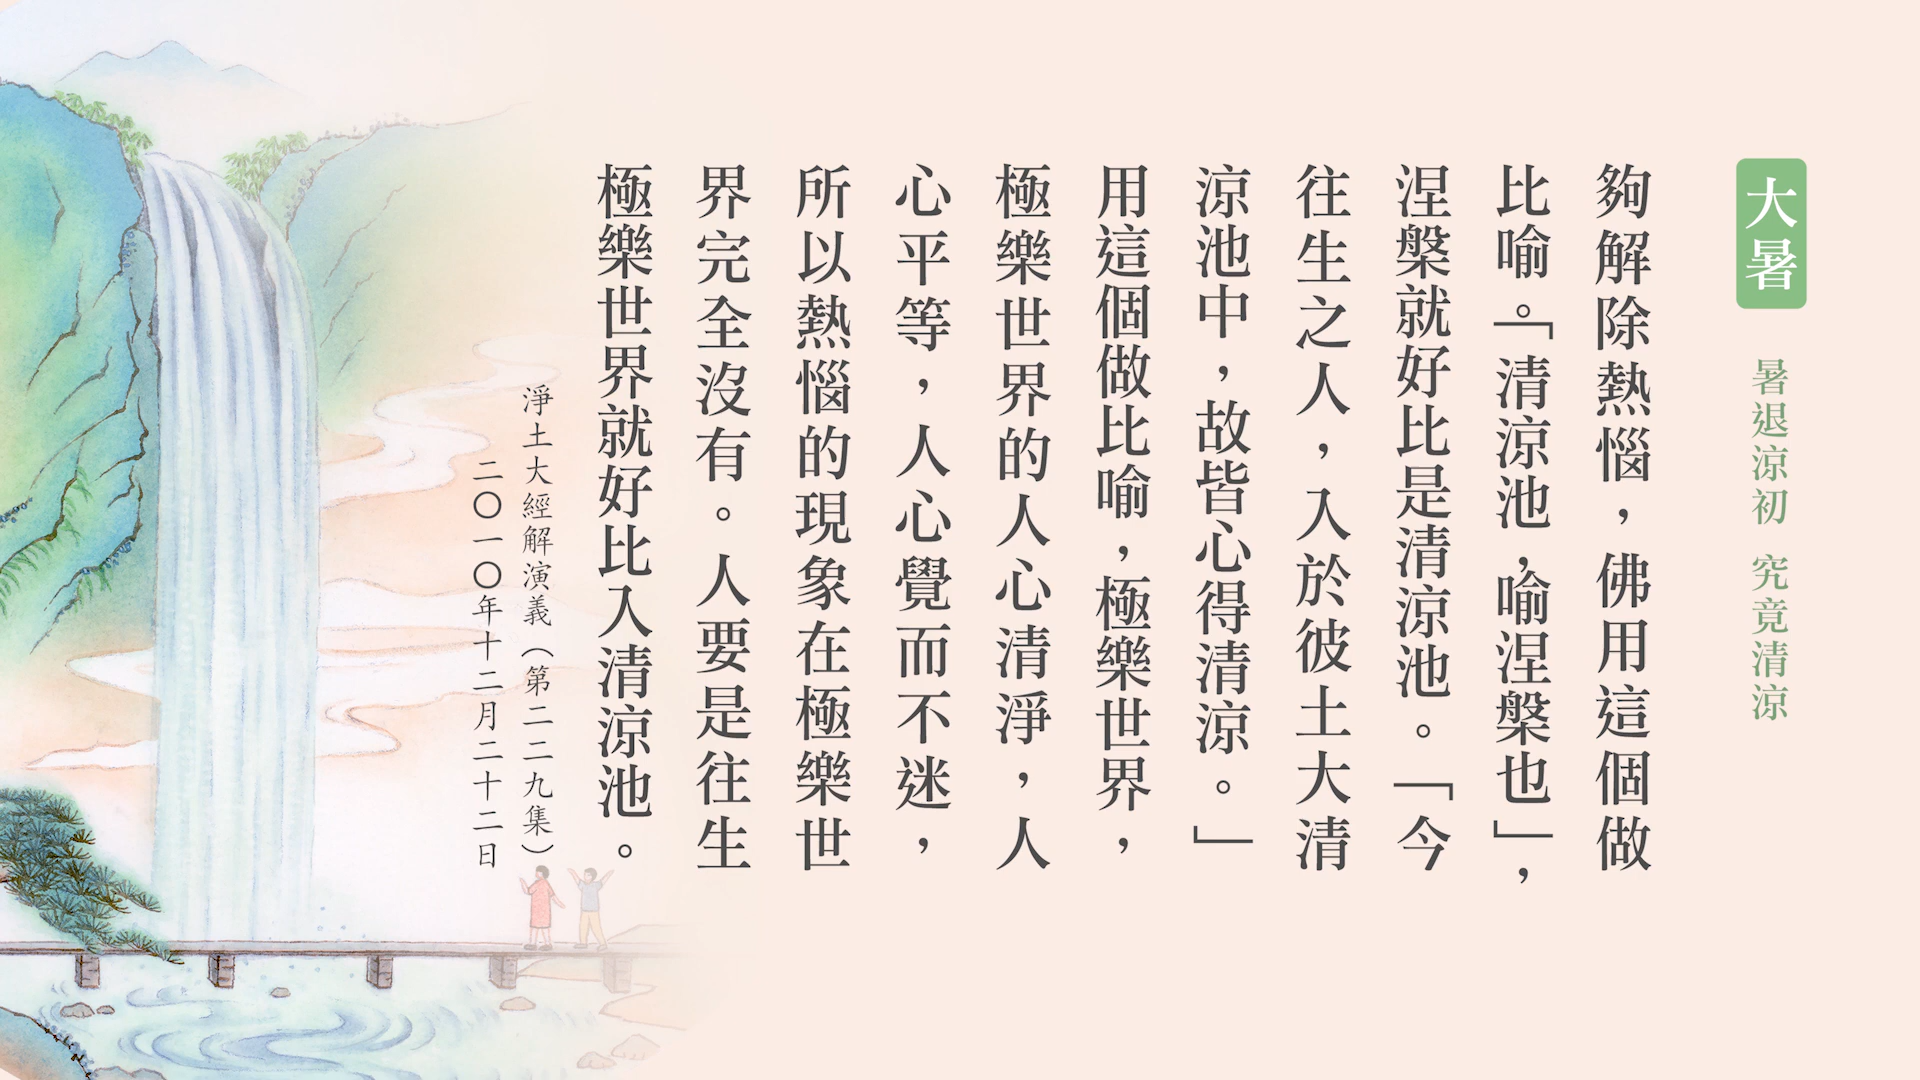 大暑
暑退涼初 究竟清涼
夠解除熱惱，佛用這個做
比喻。「清涼池，喻涅槃也」，
涅槃就好比是清涼池。「今
往生之人，入於彼土大清
涼池中，故皆心得清涼。」
用這個做比喻，極樂世界，
極樂世界的人心清淨，人
心平等，人心覺而不迷，
所以熱惱的現象在極樂世
界完全沒有。人要是往生
極樂世界就好比入清涼池。
淨土大經解演義（第二二九集）
二〇一〇年十二月二十二日